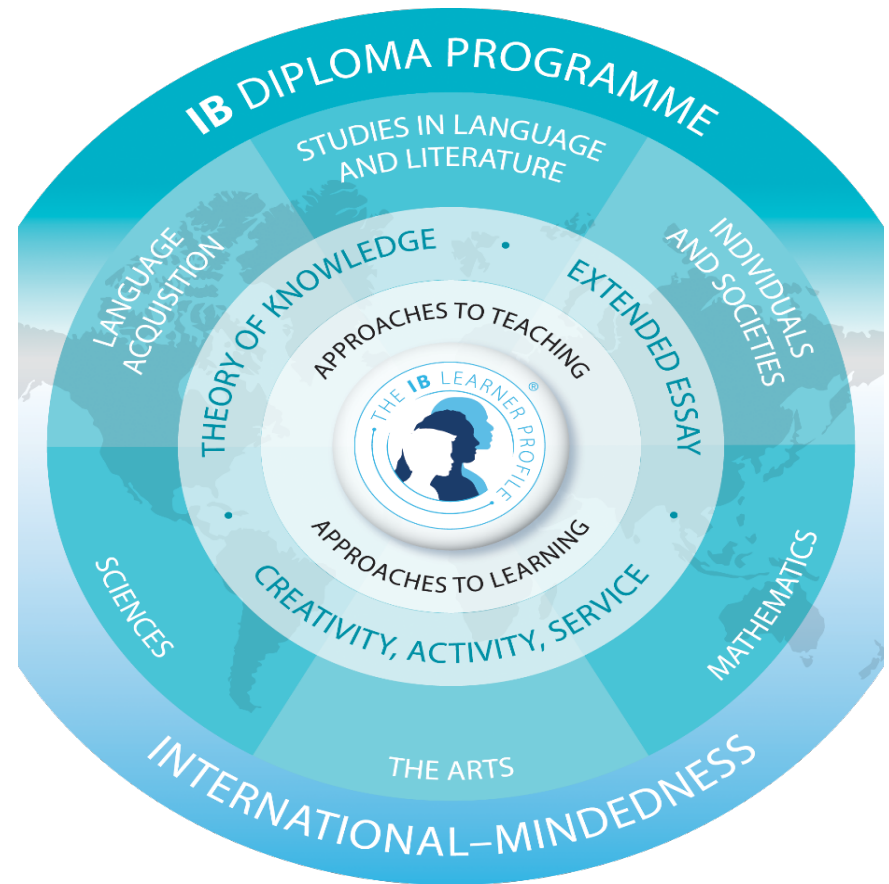 IB DIPLOMA PROGRAMME
STUDIES IN LANGUAGE
AND LITERATURE
INDIVIDUALS
AND SOCIETIES
MATHEMATICS
THE ARTS
SCIENCES
LANGUAGE
ACQUISITION
THEORY OF KNOWLEDGE
EXTENDED ESSAY
CREATIVITY, ACTIVITY, SERVICE
APPROACHES TO TEACHING
APPROACHES TO LEARNING
THE IB LEARNER PROFILE ®
INTERNATIONAL–MINDEDNESS